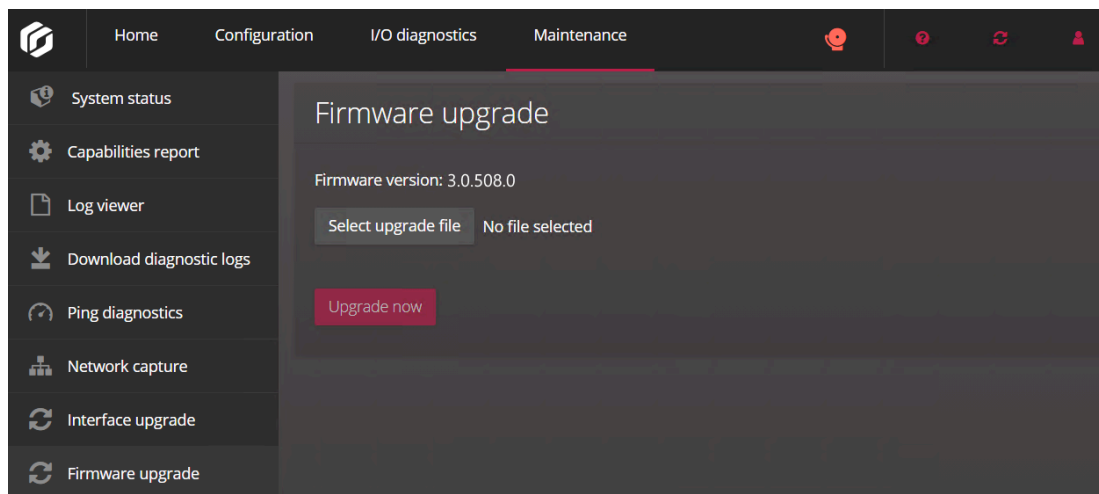 Home Configuration I/O diagnostics Maintenance
System status
Capabilities report
Log viewer
Download diagnostic logs
Ping diagnostics
Network capture
Interface upgrade
Firmware upgrade
Firmware upgrade
Firmware version: 3.0.508.0
Select upgrade file No file selected
Upgrade now